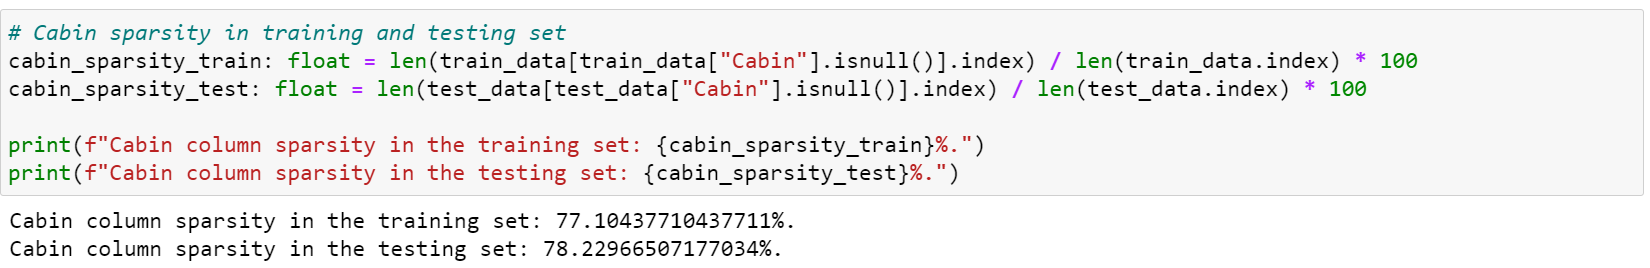 # Cabin sparsity in training and testing set
cabin_sparsity_train: float = len(train_data[train_data["Cabin"].isnull()].index) / len(train_data.index) * 100
cabin_sparsity_test: float = len(test_data[test_data["Cabin"].isnull()].index) / len(test_data.index) * 100
print(f"Cabin column sparsity in the training set: {cabin_sparsity_train}%.")
print(f"Cabin column sparsity in the testing set: {cabin_sparsity_test}%.")
Cabin column sparsity in the training set: 77.10437710437711%.
Cabin column sparsity in the testing set: 78.22966507177034%.